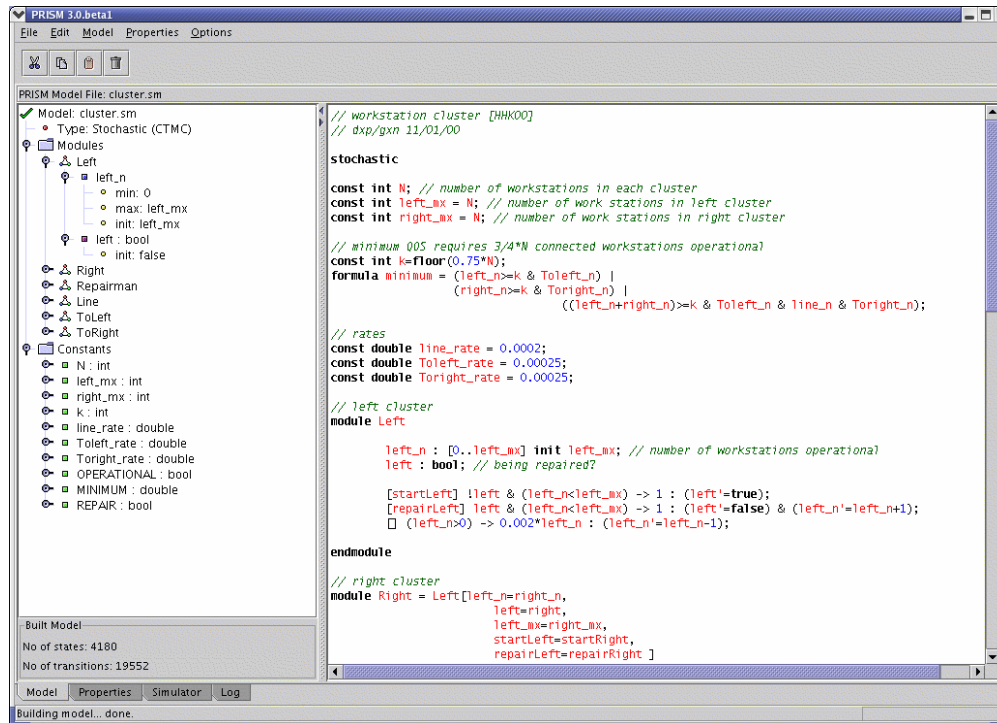 PRISM 3.0.beta1
File Edit Model Properties Options
PRISM Model File: cluster.sm
Model: cluster.sm
Type: Stochastic (CTMC)
Modules
Left
left_n
min: 0
max: left_mx
init: left_mx
left : bool
init: false
Right
Repairman
Line
ToLeft
ToRight
Constants
N : int
left_mx : int
right_mx : int
k : int
line_rate : double
Toleft_rate : double
Toright_rate : double
OPERATIONAL : bool
MINIMUM : double
REPAIR : bool
Built Model
No of states: 4180
No of transitions: 19552
// workstation cluster [HHK00]
// dxp/gxn 11/01/00
stochastic
const int N; // number of workstations in each cluster
const int left_mx = N; // number of work stations in left cluster
const int right_mx = N; // number of work stations in right cluster
// minimum QOS requires 3/4*N connected workstations operational
const int k=floor(0.75*N);
formula minimum = (left_n>=k & Toleft_n) |
(right_n>=k & Toright_n) |
((left_n+right_n)>=k & Toleft_n & line_n & Toright_n);
// rates
const double line_rate = 0.0002;
const double Toleft_rate = 0.00025;
const double Toright_rate = 0.00025;
// left cluster
module Left
left_n : [0..left_mx] init left_mx; // number of workstations operational
left : bool; // being repaired?
[startLeft] !left & (left_n<left_mx) -> 1 : (left'=true);
[repairLeft] left & (left_n<left_mx) -> 1 : (left'=false) & (left_n'=left_n+1);
[] (left_n>0) -> 0.002*left_n : (left_n'=left_n-1);
endmodule
// right cluster
module Right = Left[left_n=right_n,
left=right,
left_mx=right_mx,
startLeft=startRight,
repairLeft=repairRight ]
Model Properties Simulator Log
Building model... done.